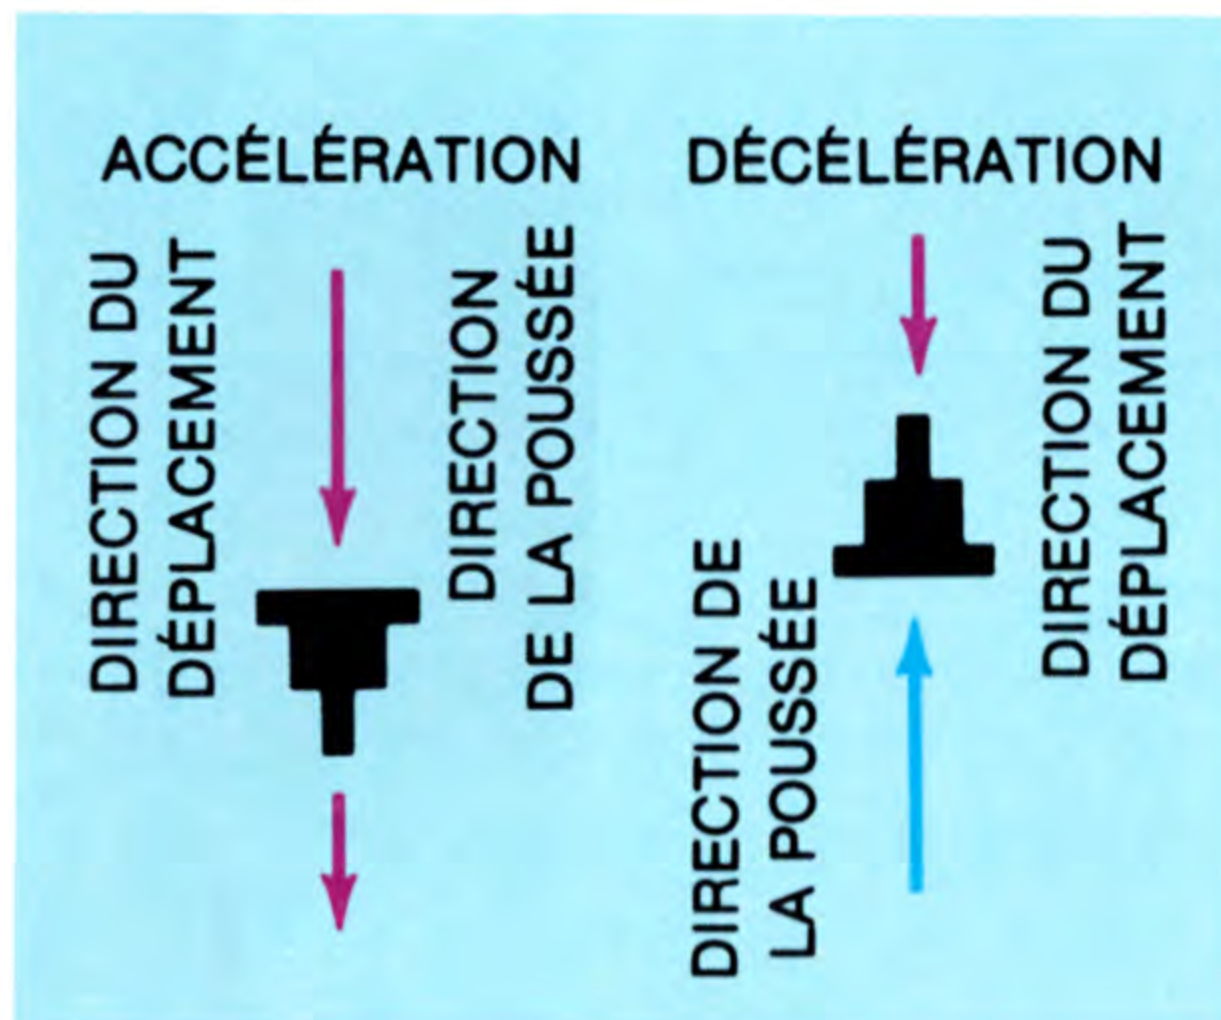 ACCÉLÉRATION
DIRECTION DU
DÉPLACEMENT
DIRECTION
DE LA POUSSÉE
DÉCÉLÉRATION
DIRECTION DE
LA POUSSÉE
DIRECTION DU
DÉPLACEMENT